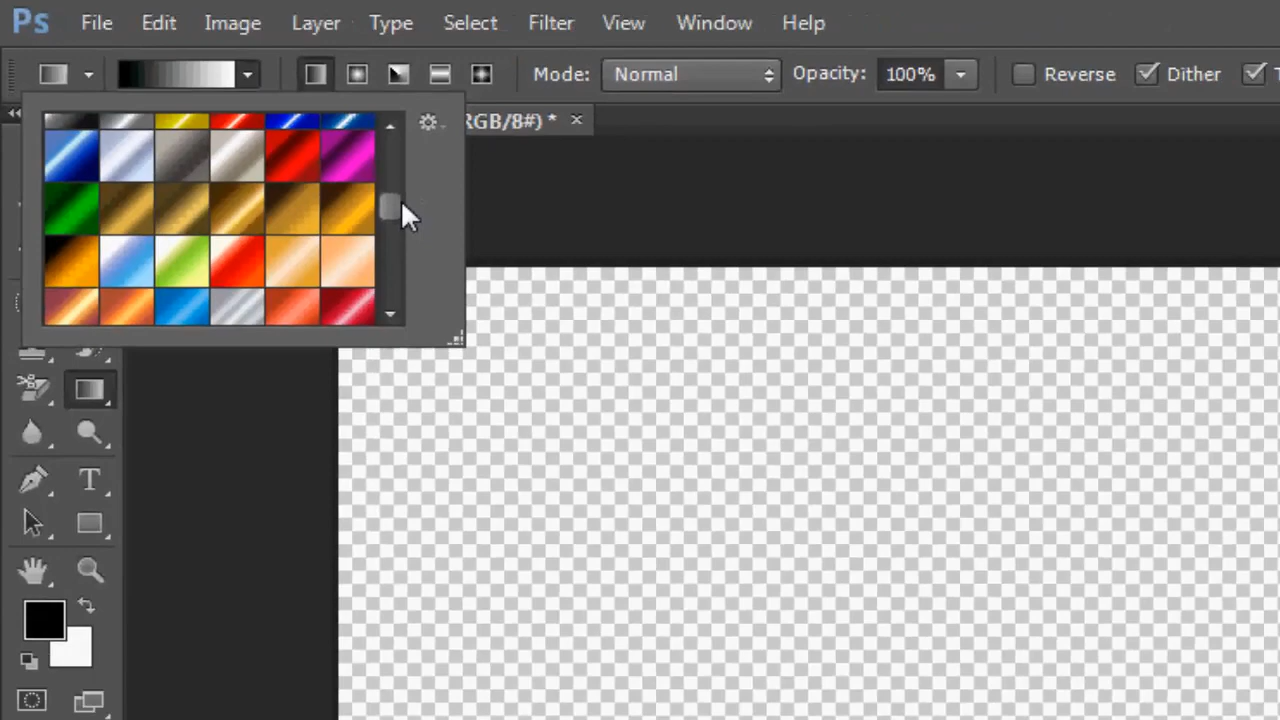 Ps File Edit Image Layer Type Select Filter View Window Help
Mode: Normal Opacity: 100% Reverse Dither T
RGB/8#) * ×
T